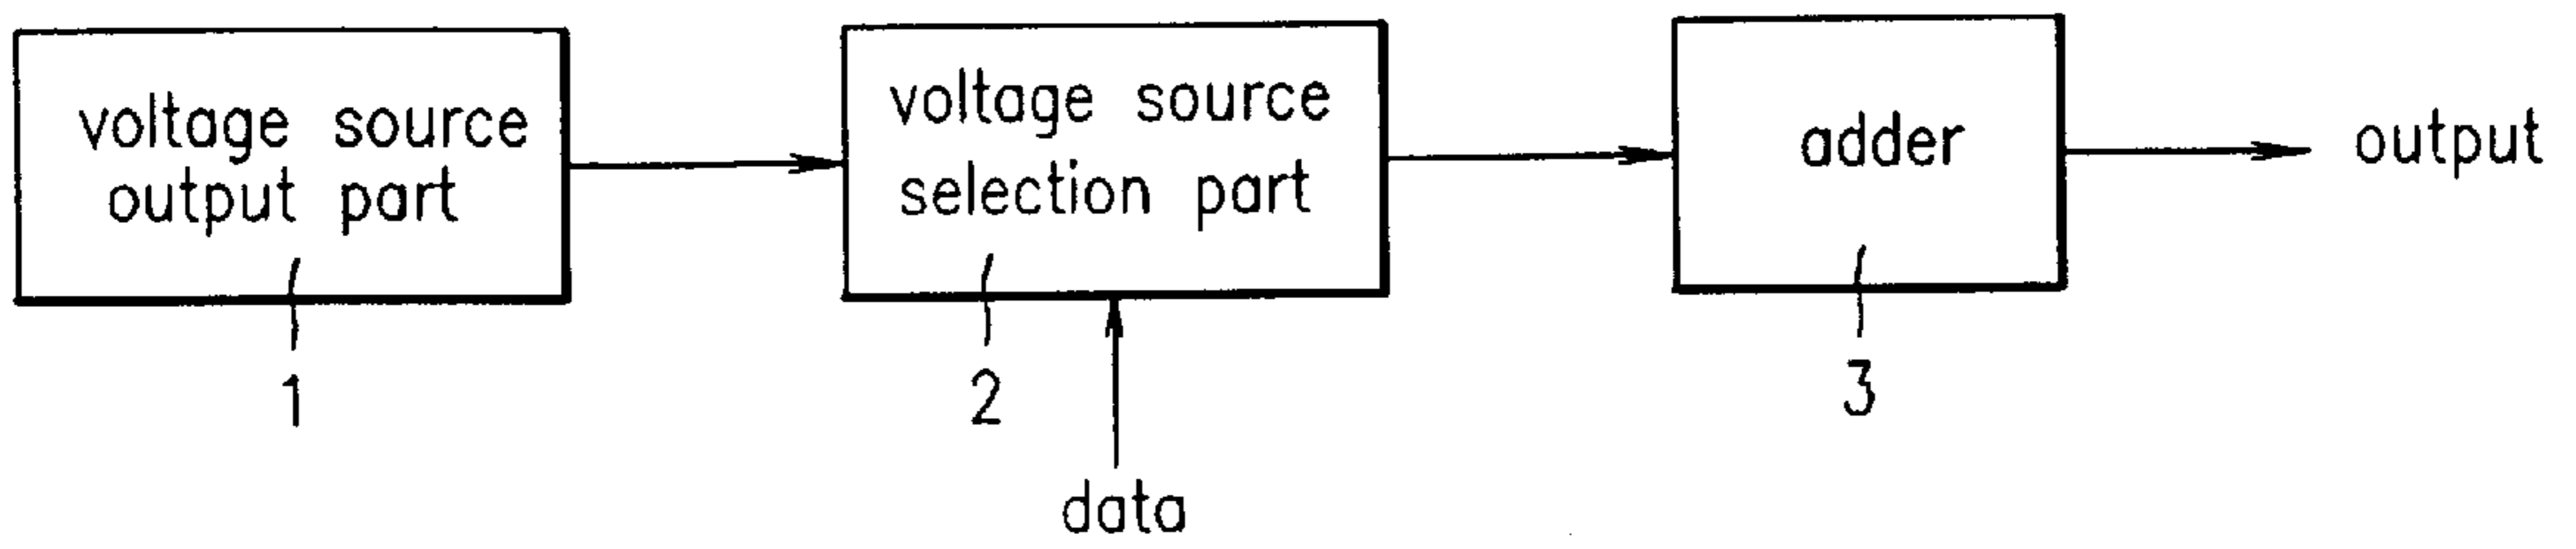 voltage source
output part
voltage source
selection part
adder
output
1
2
3
data